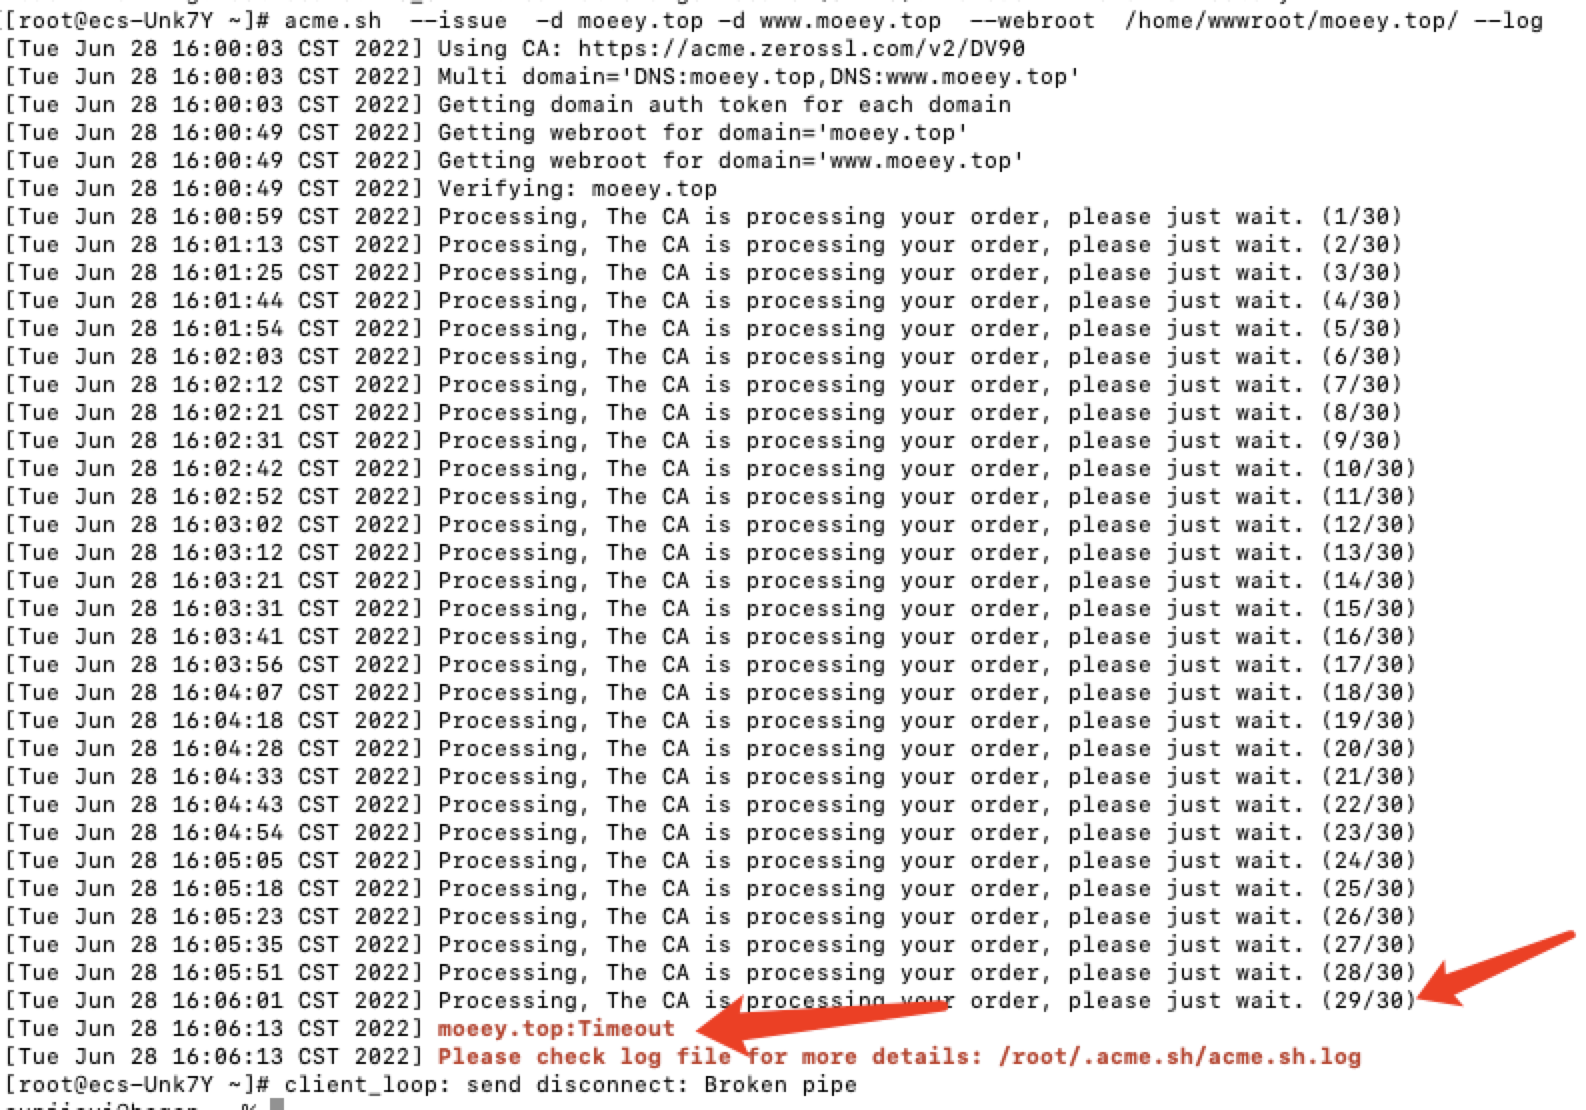 [root@ecs-Unk7Y ~]# acme.sh  --issue  -d moeey.top -d www.moeey.top  --webroot  /home/wwwroot/moeey.top/ --log
[Tue Jun 28 16:00:03 CST 2022] Using CA: https://acme.zerossl.com/v2/DV90
[Tue Jun 28 16:00:03 CST 2022] Multi domain='DNS:moeey.top,DNS:www.moeey.top'
[Tue Jun 28 16:00:03 CST 2022] Getting domain auth token for each domain
[Tue Jun 28 16:00:49 CST 2022] Getting webroot for domain='moeey.top'
[Tue Jun 28 16:00:49 CST 2022] Getting webroot for domain='www.moeey.top'
[Tue Jun 28 16:00:49 CST 2022] Verifying: moeey.top
[Tue Jun 28 16:00:59 CST 2022] Processing, The CA is processing your order, please just wait. (1/30)
[Tue Jun 28 16:01:13 CST 2022] Processing, The CA is processing your order, please just wait. (2/30)
[Tue Jun 28 16:01:25 CST 2022] Processing, The CA is processing your order, please just wait. (3/30)
[Tue Jun 28 16:01:44 CST 2022] Processing, The CA is processing your order, please just wait. (4/30)
[Tue Jun 28 16:01:54 CST 2022] Processing, The CA is processing your order, please just wait. (5/30)
[Tue Jun 28 16:02:03 CST 2022] Processing, The CA is processing your order, please just wait. (6/30)
[Tue Jun 28 16:02:12 CST 2022] Processing, The CA is processing your order, please just wait. (7/30)
[Tue Jun 28 16:02:21 CST 2022] Processing, The CA is processing your order, please just wait. (8/30)
[Tue Jun 28 16:02:31 CST 2022] Processing, The CA is processing your order, please just wait. (9/30)
[Tue Jun 28 16:02:42 CST 2022] Processing, The CA is processing your order, please just wait. (10/30)
[Tue Jun 28 16:02:52 CST 2022] Processing, The CA is processing your order, please just wait. (11/30)
[Tue Jun 28 16:03:02 CST 2022] Processing, The CA is processing your order, please just wait. (12/30)
[Tue Jun 28 16:03:12 CST 2022] Processing, The CA is processing your order, please just wait. (13/30)
[Tue Jun 28 16:03:21 CST 2022] Processing, The CA is processing your order, please just wait. (14/30)
[Tue Jun 28 16:03:31 CST 2022] Processing, The CA is processing your order, please just wait. (15/30)
[Tue Jun 28 16:03:41 CST 2022] Processing, The CA is processing your order, please just wait. (16/30)
[Tue Jun 28 16:03:56 CST 2022] Processing, The CA is processing your order, please just wait. (17/30)
[Tue Jun 28 16:04:07 CST 2022] Processing, The CA is processing your order, please just wait. (18/30)
[Tue Jun 28 16:04:18 CST 2022] Processing, The CA is processing your order, please just wait. (19/30)
[Tue Jun 28 16:04:28 CST 2022] Processing, The CA is processing your order, please just wait. (20/30)
[Tue Jun 28 16:04:33 CST 2022] Processing, The CA is processing your order, please just wait. (21/30)
[Tue Jun 28 16:04:43 CST 2022] Processing, The CA is processing your order, please just wait. (22/30)
[Tue Jun 28 16:04:54 CST 2022] Processing, The CA is processing your order, please just wait. (23/30)
[Tue Jun 28 16:05:05 CST 2022] Processing, The CA is processing your order, please just wait. (24/30)
[Tue Jun 28 16:05:18 CST 2022] Processing, The CA is processing your order, please just wait. (25/30)
[Tue Jun 28 16:05:23 CST 2022] Processing, The CA is processing your order, please just wait. (26/30)
[Tue Jun 28 16:05:35 CST 2022] Processing, The CA is processing your order, please just wait. (27/30)
[Tue Jun 28 16:05:51 CST 2022] Processing, The CA is processing your order, please just wait. (28/30)
[Tue Jun 28 16:06:01 CST 2022] Processing, The CA is processing your order, please just wait. (29/30)
[Tue Jun 28 16:06:13 CST 2022] moeey.top:Timeout
[Tue Jun 28 16:06:13 CST 2022] Please check log file for more details: /root/.acme.sh/acme.sh.log
[root@ecs-Unk7Y ~]# client_loop: send disconnect: Broken pipe